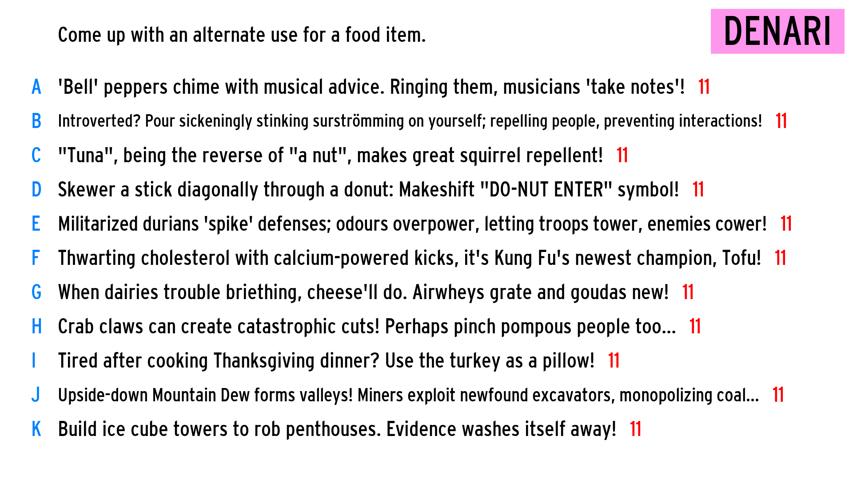 Come up with an alternate use for a food item.
DENARI
A 'Bell' peppers chime with musical advice. Ringing them, musicians 'take notes'! 11
B Introverted? Pour sickeningly stinking surströmming on yourself; repelling people, preventing interactions! 11
C "Tuna", being the reverse of "a nut", makes great squirrel repellent! 11
D Skewer a stick diagonally through a donut: Makeshift "DO-NUT ENTER" symbol! 11
E Militarized durians 'spike' defenses; odours overpower, letting troops tower, enemies cower! 11
F Thwarting cholesterol with calcium-powered kicks, it's Kung Fu's newest champion, Tofu! 11
G When dairies trouble briething, cheese'll do. Airwheys grate and goudas new! 11
H Crab claws can create catastrophic cuts! Perhaps pinch pompous people too... 11
I Tired after cooking Thanksgiving dinner? Use the turkey as a pillow! 11
J Upside-down Mountain Dew forms valleys! Miners exploit newfound excavators, monopolizing coal... 11
K Build ice cube towers to rob penthouses. Evidence washes itself away! 11